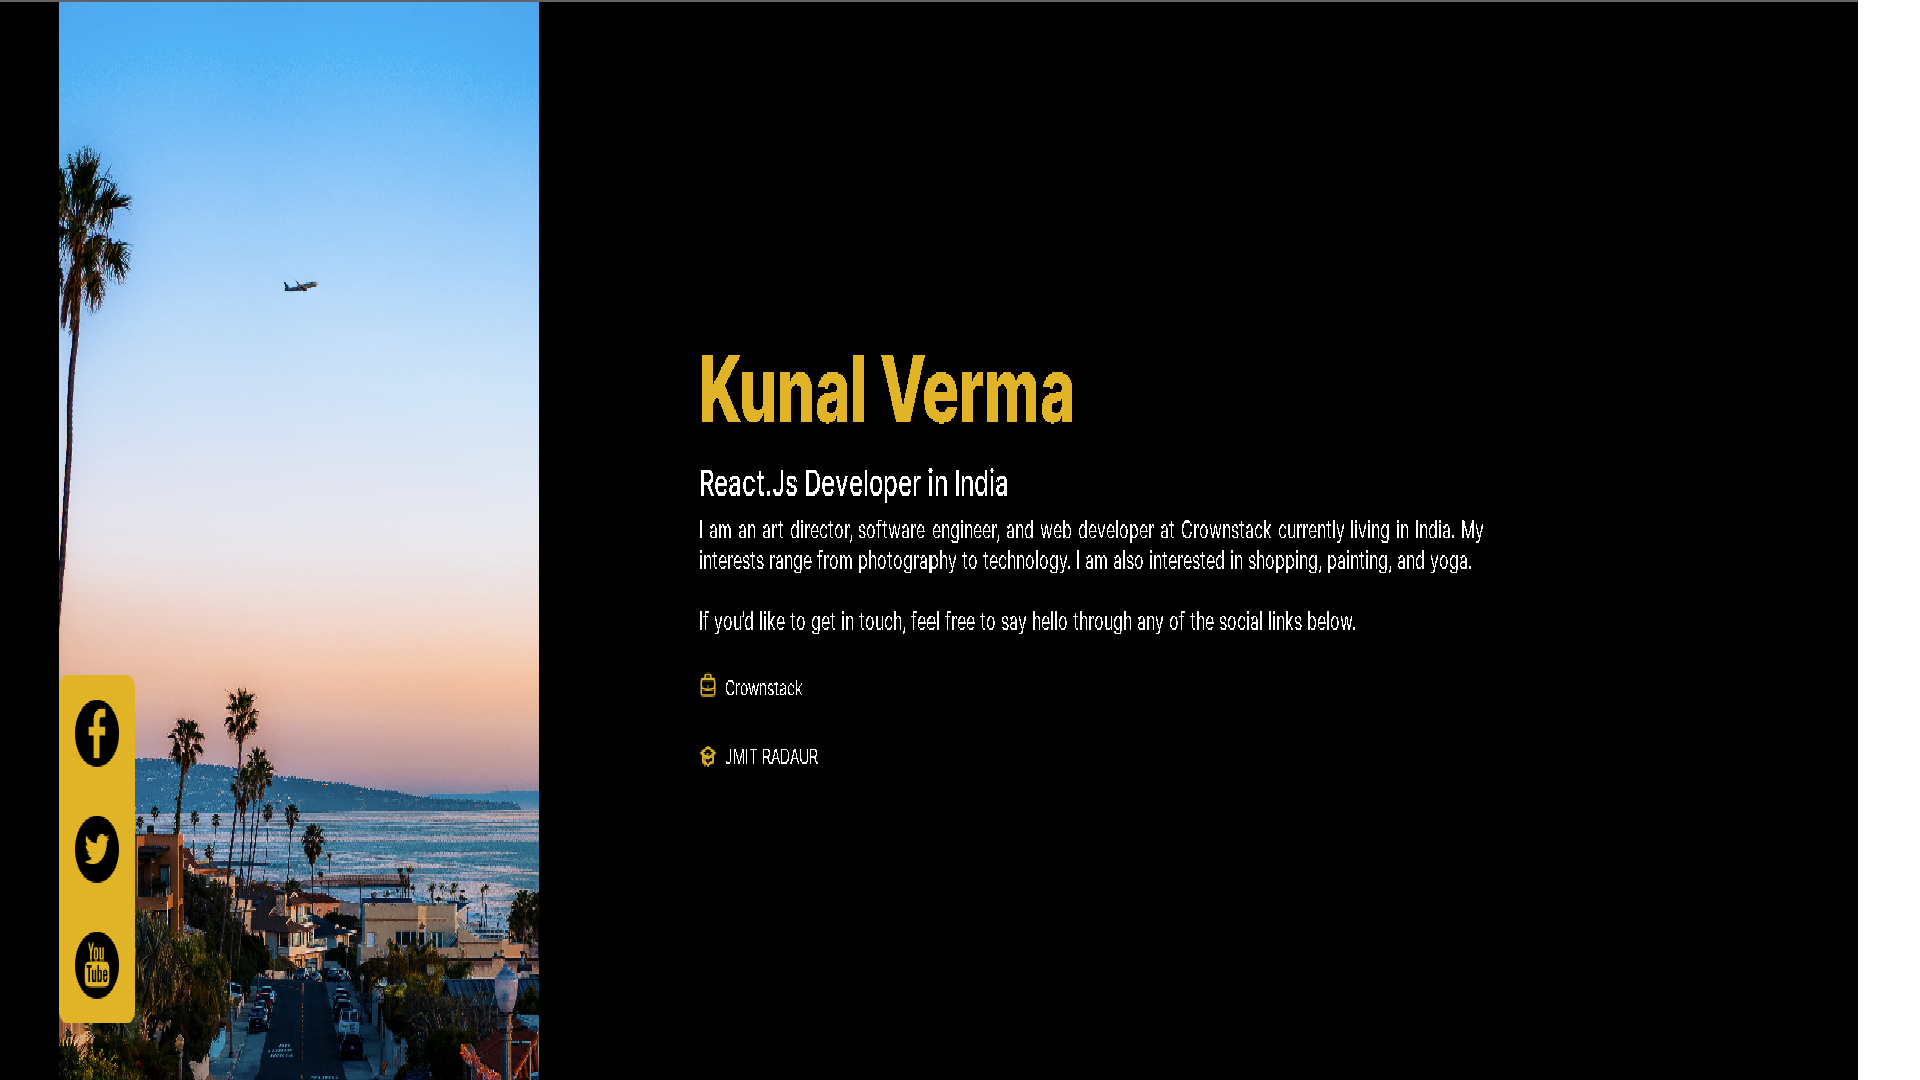 Kunal Verma
React.Js Developer in India
I am an art director, software engineer, and web developer at Crownstack currently living in India. My
interests range from photography to technology. I am also interested in shopping, painting, and yoga.
If you'd like to get in touch, feel free to say hello through any of the social links below.
Crownstack
JMIT RADAUR
You
Tube